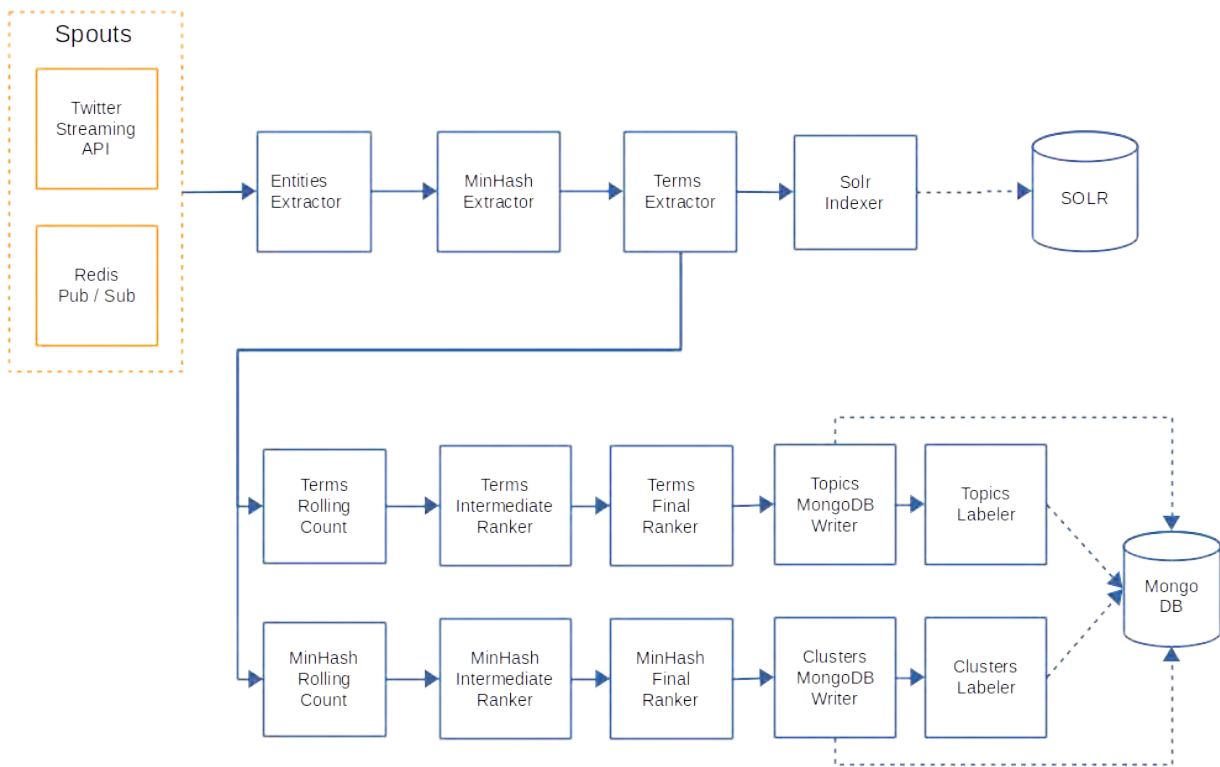 Spouts
Twitter
Streaming
API
Redis
Pub / Sub
Entities
Extractor
MinHash
Extractor
Terms
Extractor
Solr
Indexer
SOLR
Terms
Rolling
Count
Terms
Intermediate
Ranker
Terms
Final
Ranker
Topics
MongoDB
Writer
Topics
Labeler
Mongo
DB
MinHash
Rolling
Count
MinHash
Intermediate
Ranker
MinHash
Final
Ranker
Clusters
MongoDB
Writer
Clusters
Labeler